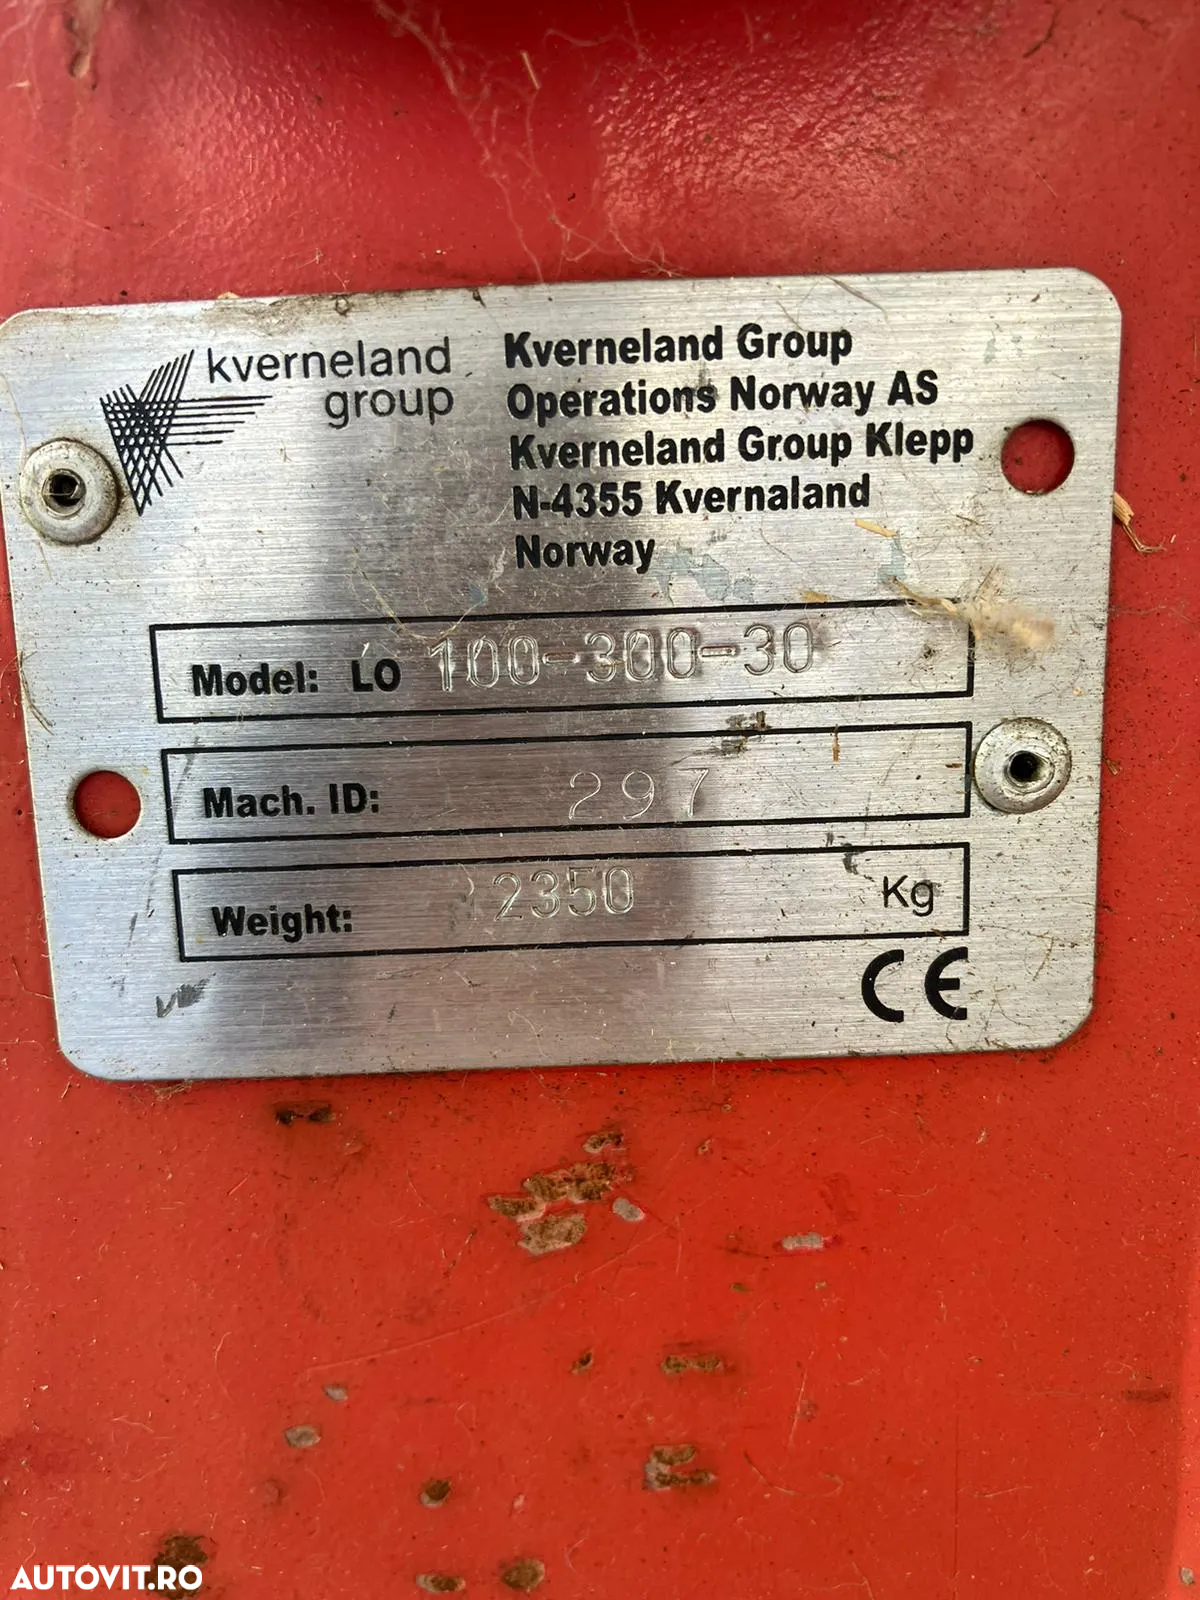 kverneland
group
Kverneland Group
Operations Norway AS
Kverneland Group Klepp
N-4355 Kvernaland
Norway
Model: LO 100-300-30
Mach. ID: 297
Weight: 2350 Kg
CE
AUTOVIT.RO